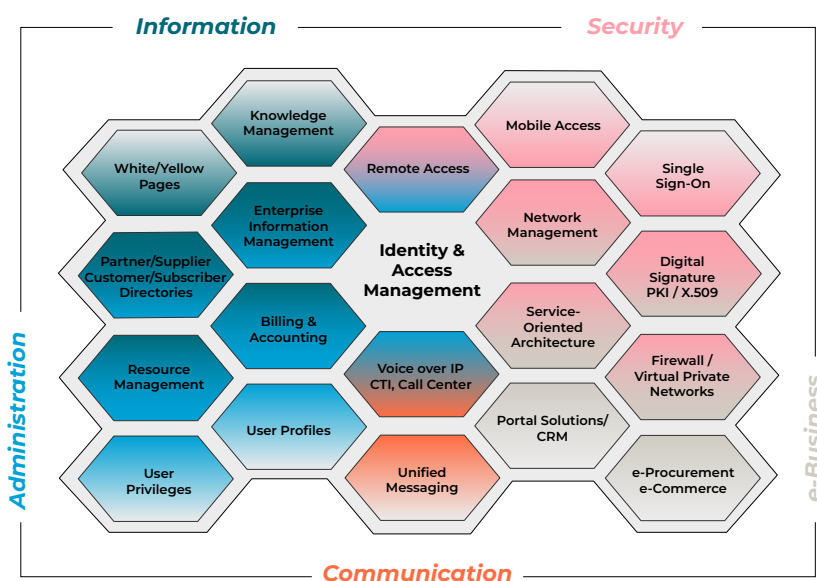 Information
Security
Knowledge
Management
Mobile Access
White/Yellow
Pages
Remote Access
Single
Sign-On
Enterprise
Information
Management
Network
Management
Identity &
Access
Management
Partner/Supplier
Customer/Subscriber
Directories
Digital
Signature
PKI / X.509
Billing &
Accounting
Service-
Oriented
Architecture
Resource
Management
Voice over IP
CTI, Call Center
Firewall /
Virtual Private
Networks
User Profiles
Portal Solutions/
CRM
User
Privileges
Unified
Messaging
e-Procurement
e-Commerce
Administration
e-Business
Communication